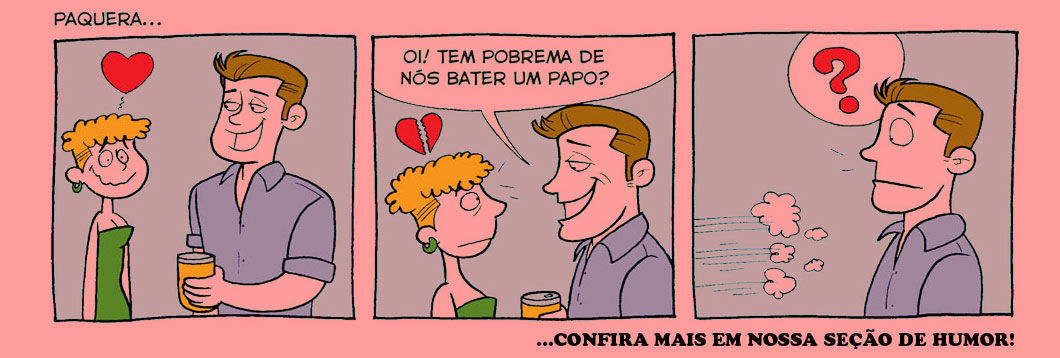 PAQUERA...
OI! TEM POBREMA DE
NÓS BATER UM PAPO?
?
...CONFIRA MAIS EM NOSSA SEÇÃO DE HUMOR!